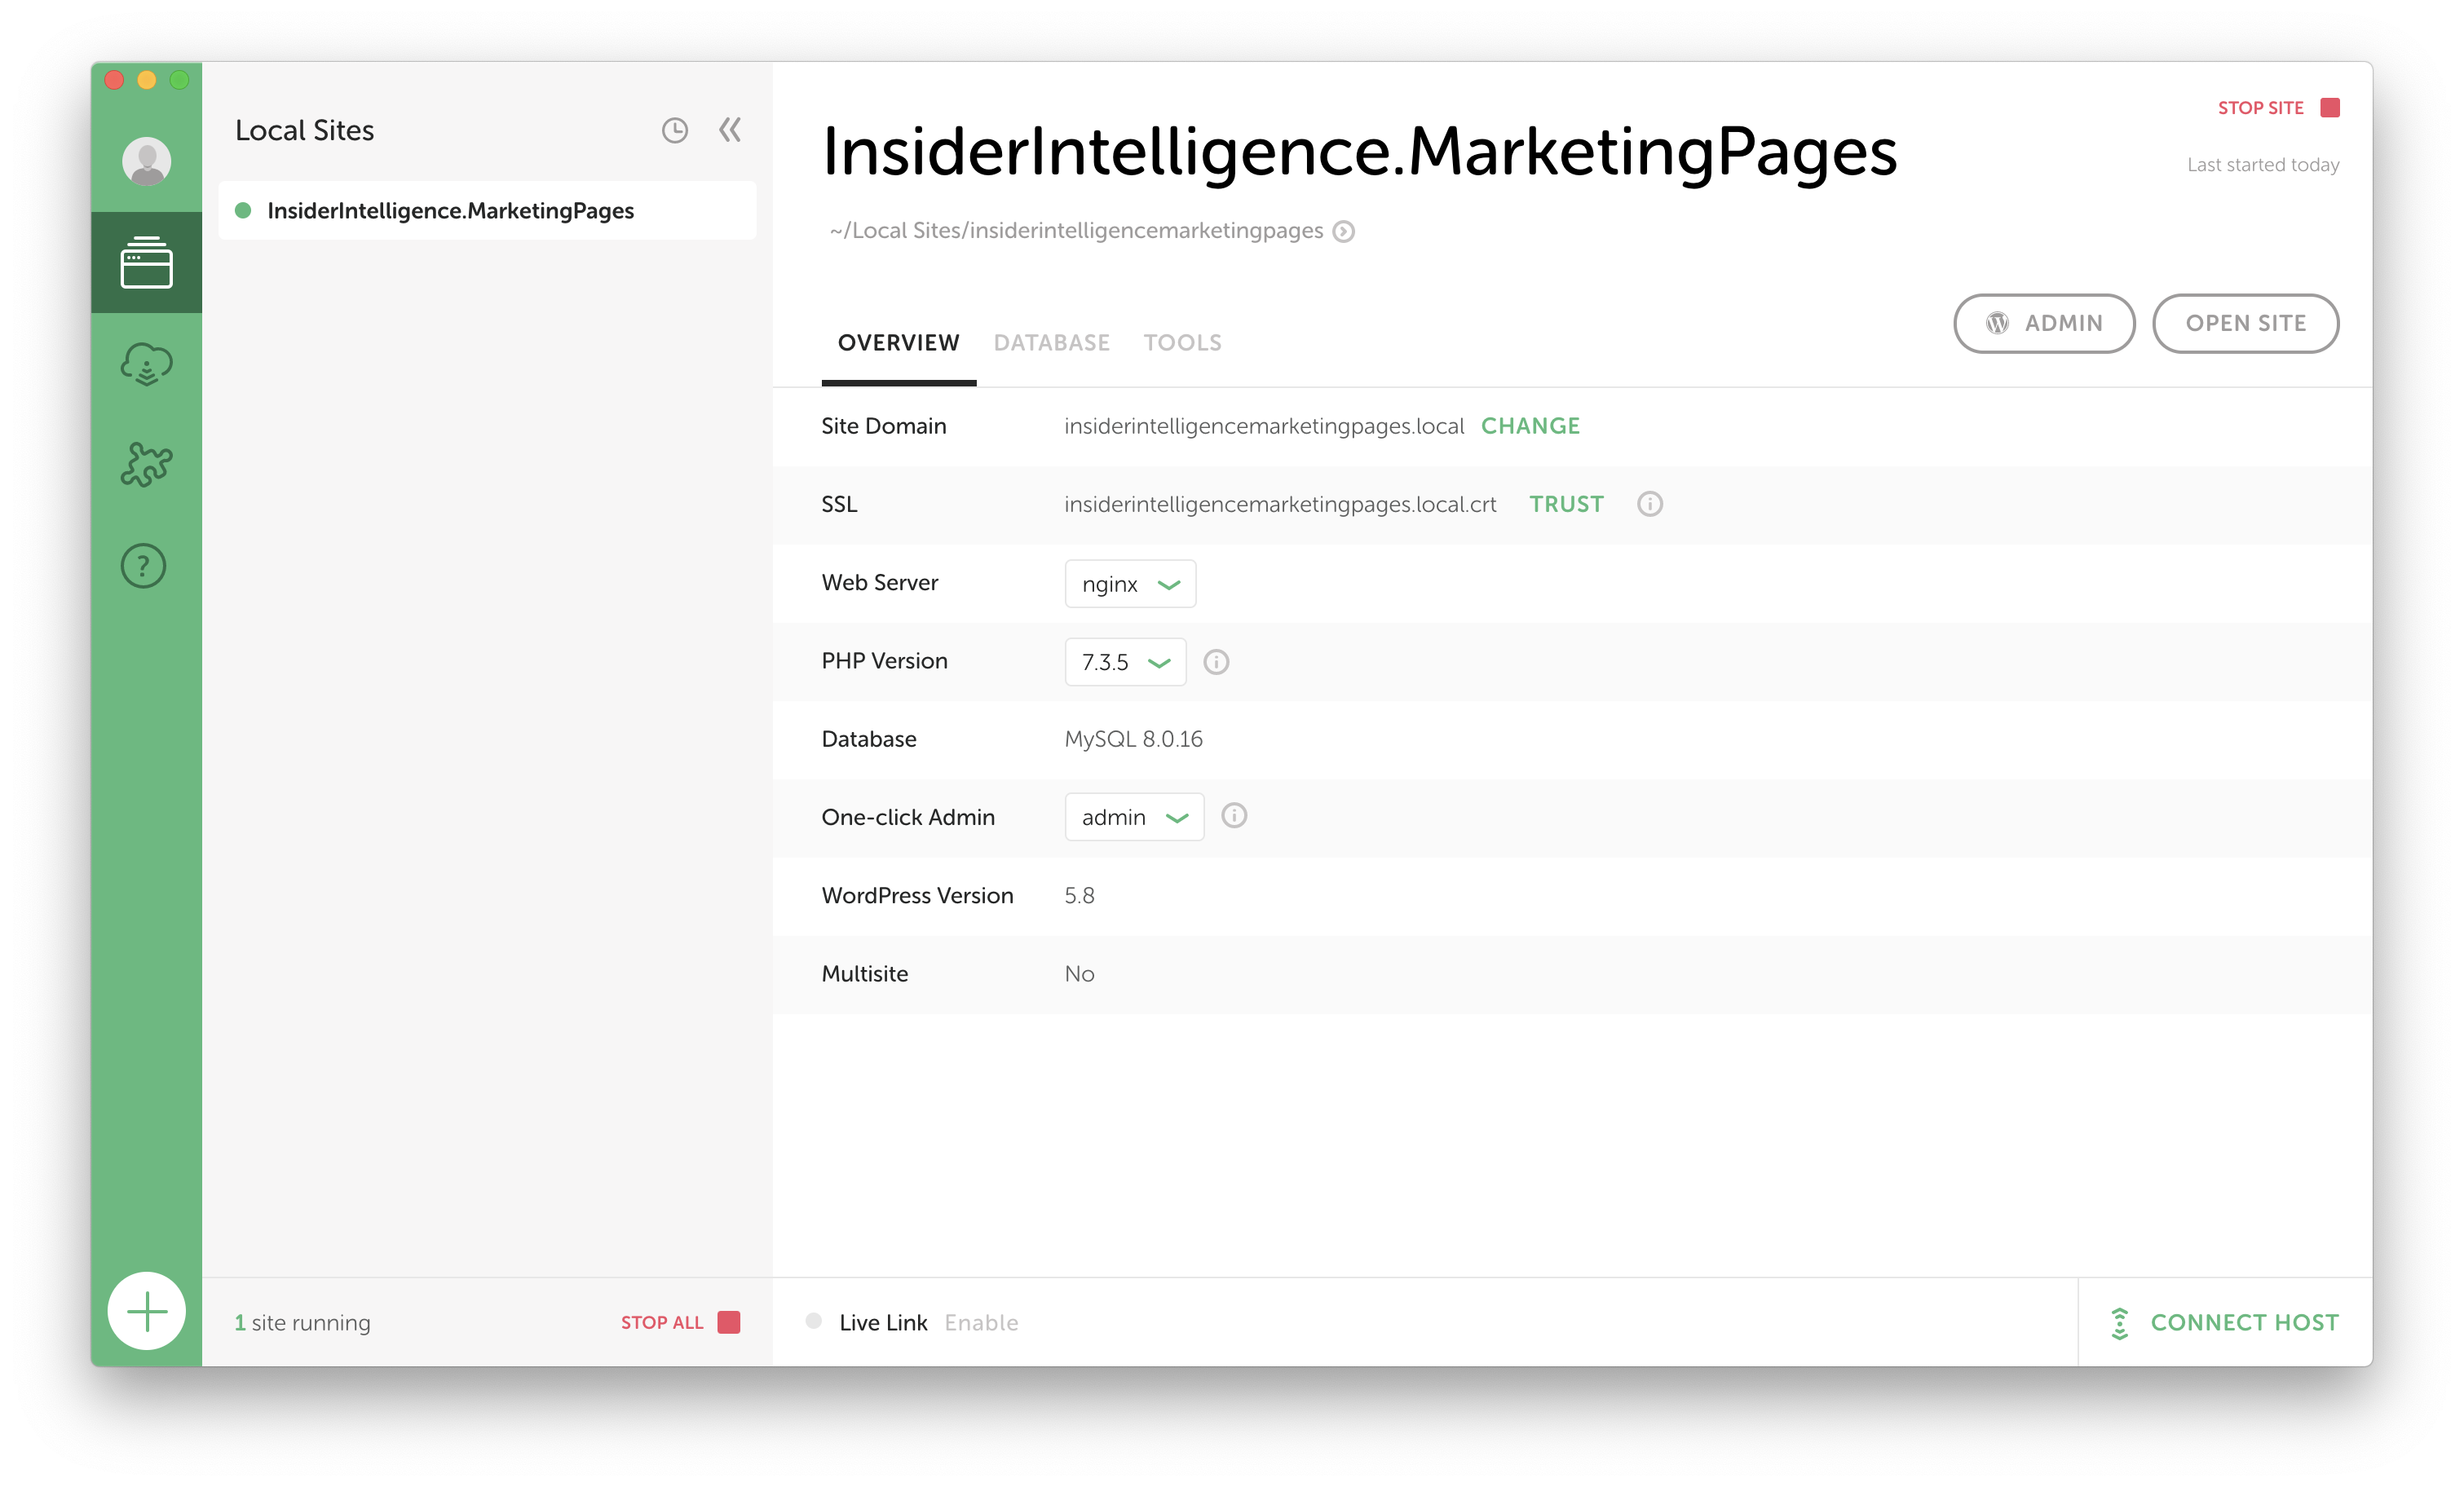 Local Sites
InsiderIntelligence.MarketingPages
1 site running
STOP ALL
InsiderIntelligence.MarketingPages
STOP SITE
Last started today
~/Local Sites/insiderintelligencemarketingpages
OVERVIEW DATABASE TOOLS
ADMIN
OPEN SITE
Site Domain insiderintelligencemarketingpages.local CHANGE
SSL insiderintelligencemarketingpages.local.crt TRUST
Web Server nginx
PHP Version 7.3.5
Database MySQL 8.0.16
One-click Admin admin
WordPress Version 5.8
Multisite No
Live Link Enable
CONNECT HOST